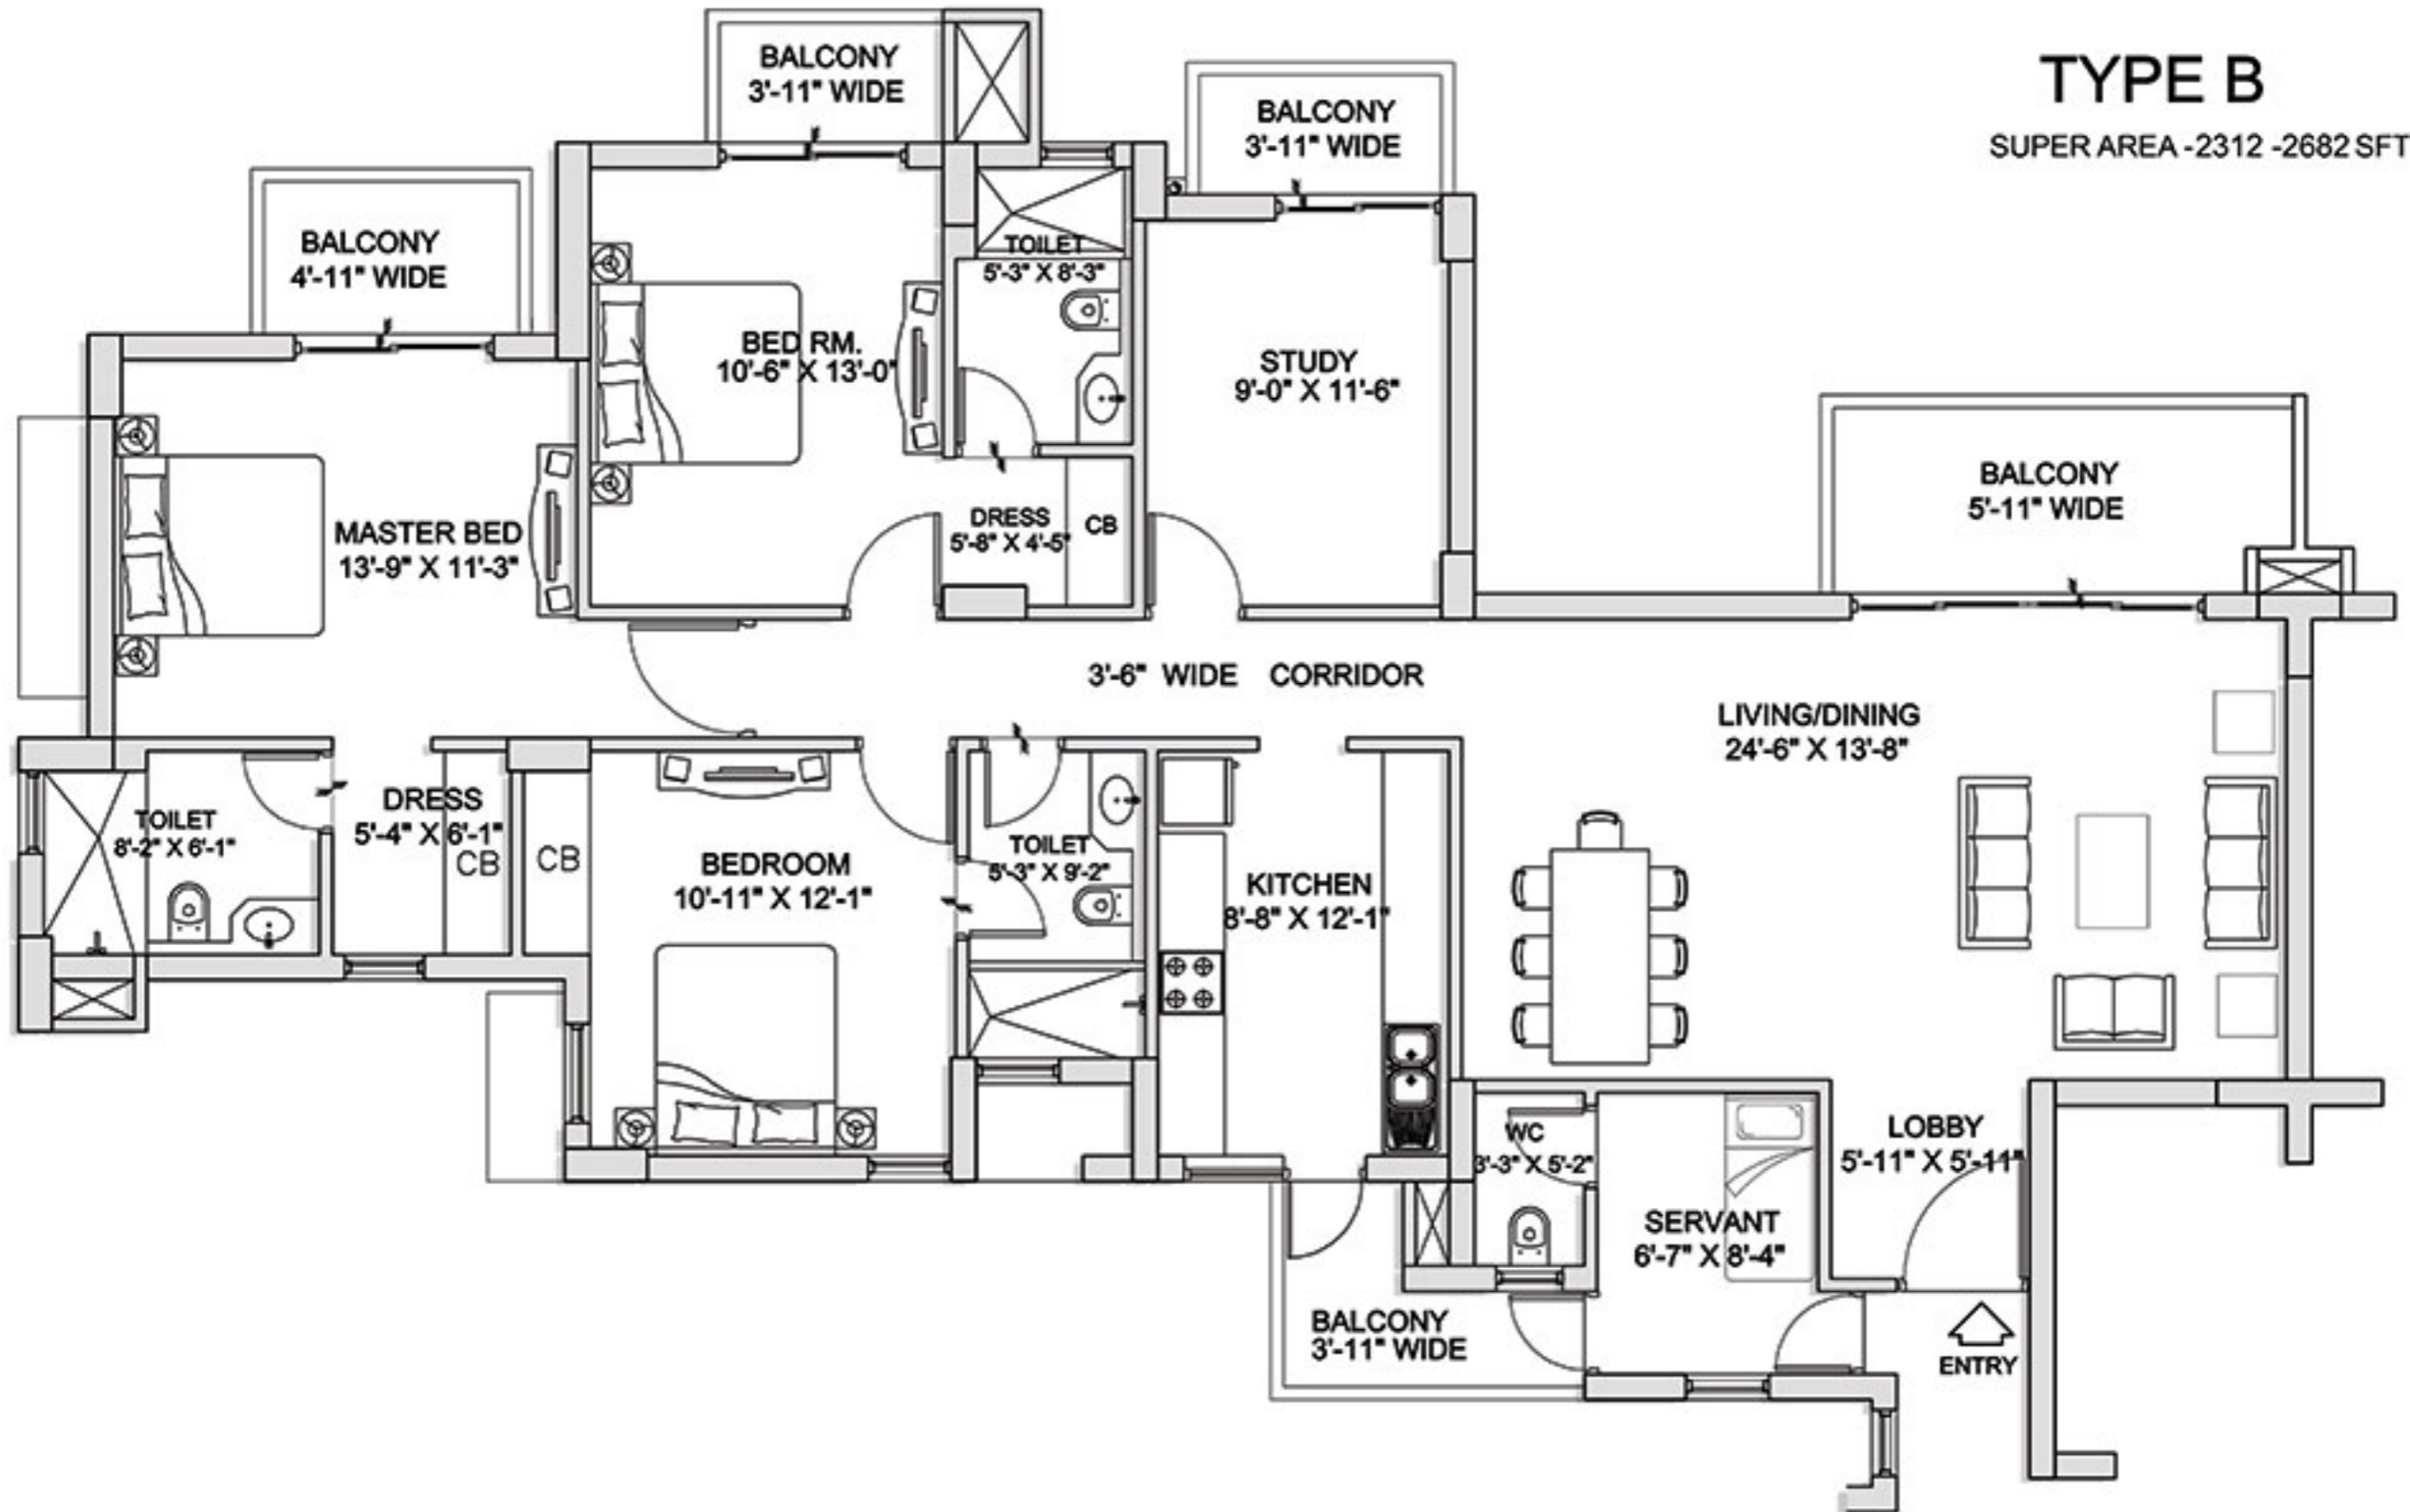 TYPE B
SUPER AREA -2312 -2682 SFT
BALCONY
3'-11" WIDE
BALCONY
3'-11" WIDE
BALCONY
4'-11" WIDE
TOILET
5'-3" X 8'-3"
BED RM.
10'-6" X 13'-0"
STUDY
9'-0" X 11'-6"
BALCONY
5'-11" WIDE
MASTER BED
13'-9" X 11'-3"
DRESS
5'-8" X 4'-5"
CB
3'-6" WIDE CORRIDOR
LIVING/DINING
24'-6" X 13'-8"
TOILET
8'-2" X 6'-1"
DRESS
5'-4" X 6'-1"
CB
CB
BEDROOM
10'-11" X 12'-1"
TOILET
5'-3" X 9'-2"
KITCHEN
8'-8" X 12'-1"
WC
3'-3" X 5'-2"
LOBBY
5'-11" X 5'-11"
SERVANT
6'-7" X 8'-4"
BALCONY
3'-11" WIDE
ENTRY